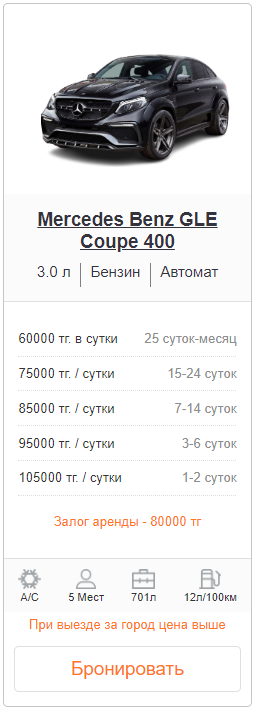 Mercedes Benz GLE
Coupe 400
3.0 л | Бензин | Автомат
60000 тг. в сутки 25 суток-месяц
75000 тг. / сутки 15-24 суток
85000 тг. / сутки 7-14 суток
95000 тг. / сутки 3-6 суток
105000 тг. / сутки 1-2 суток
Залог аренды - 80000 тг
A/C 5 Мест 701л 12л/100км
При выезде за город цена выше
Бронировать